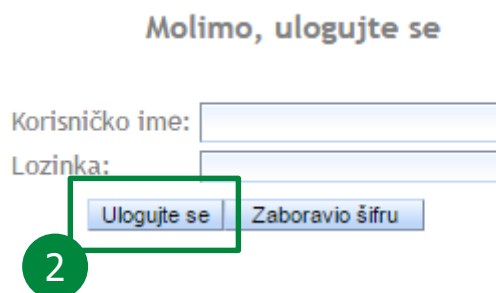 Molimo, ulogujte se
Korisničko ime:
Lozinka:
Ulogujte se Zaboravio šifru
2